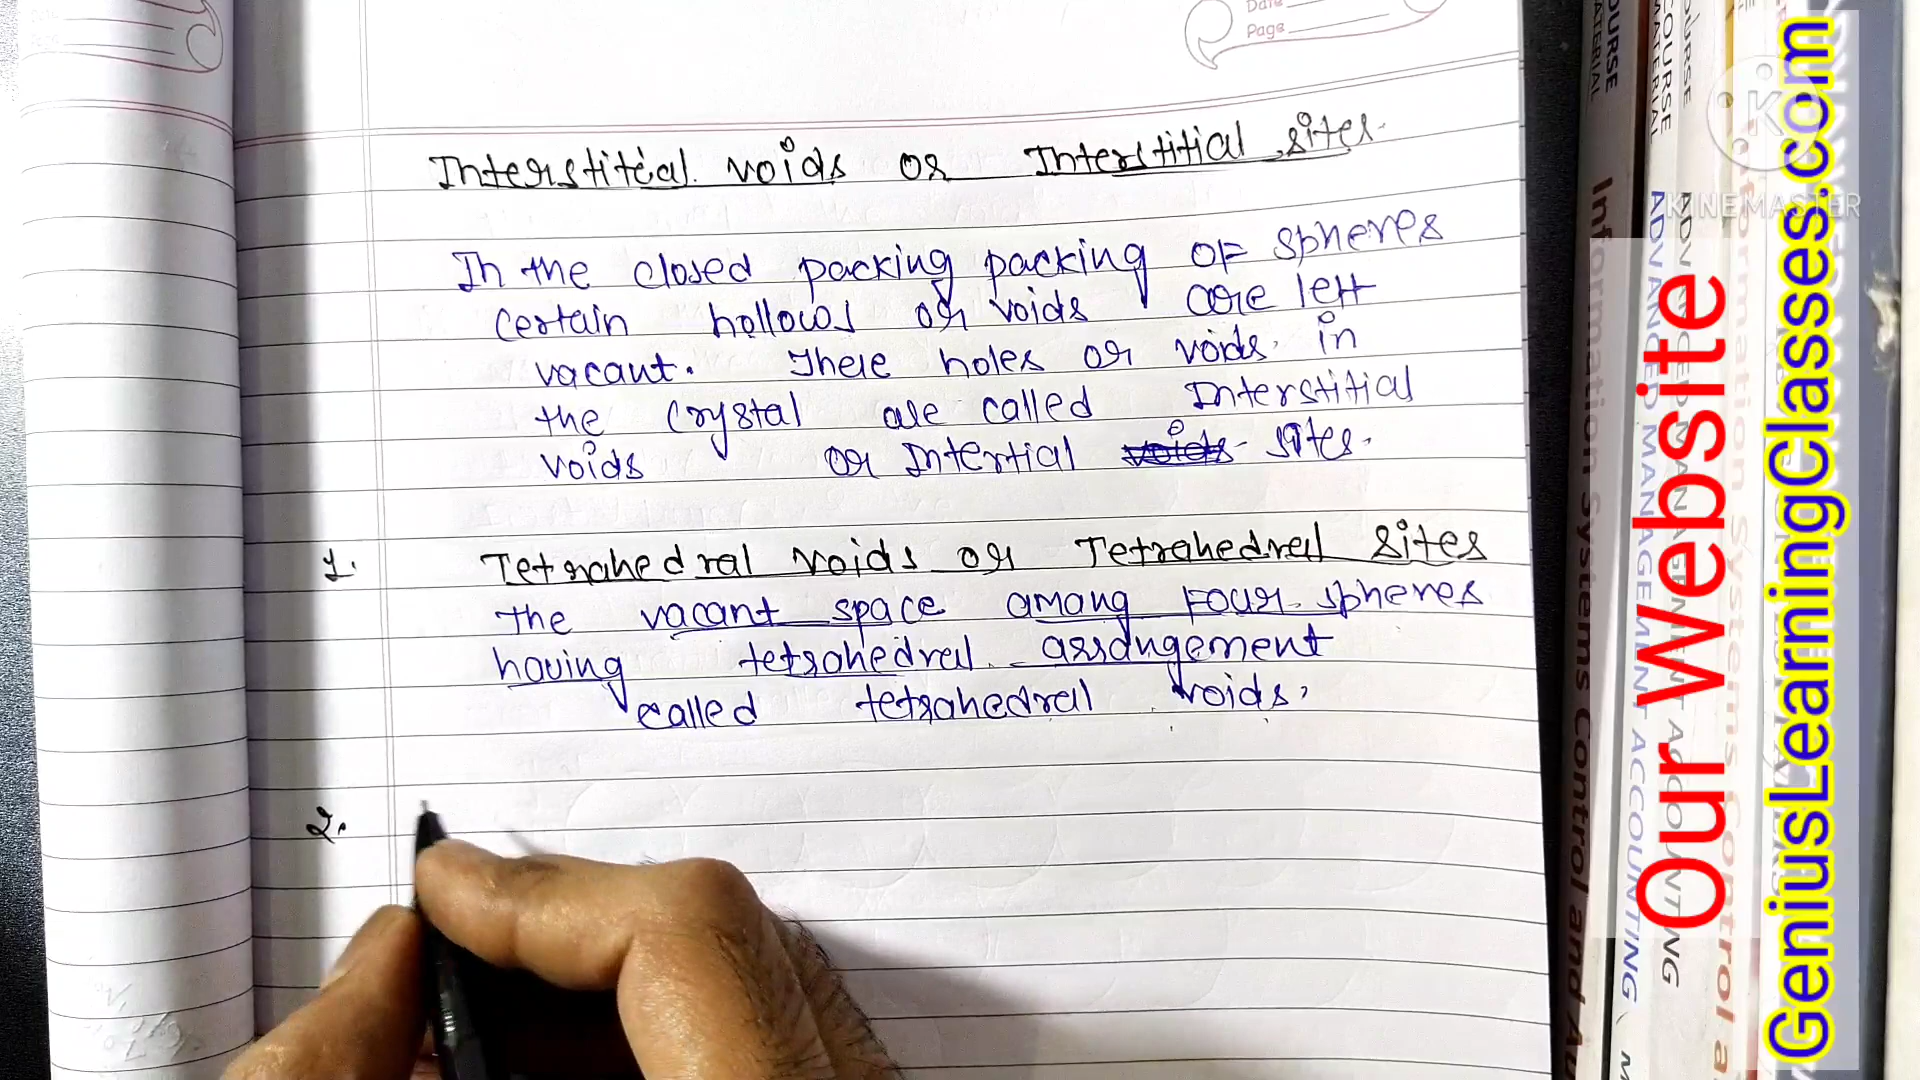 Date
Page
Interstitial voids or Interstitial sites.
In the closed packing packing of spheres
certain hollows or voids are left
vacant. These holes or voids in
the crystal are called Interstitial
voids or Intertial voids sites.
1. Tetrahedral voids or Tetrahedral sites
The vacant space among four spheres
having tetrahedral arrangement
called tetrahedral voids.
2.
Our Website
GeniusLearningClasses.com
KINEMASTER
COURSE
MATERIAL
ADVANCED MANAGEMENT ACCOUNTING
Information Systems Control and